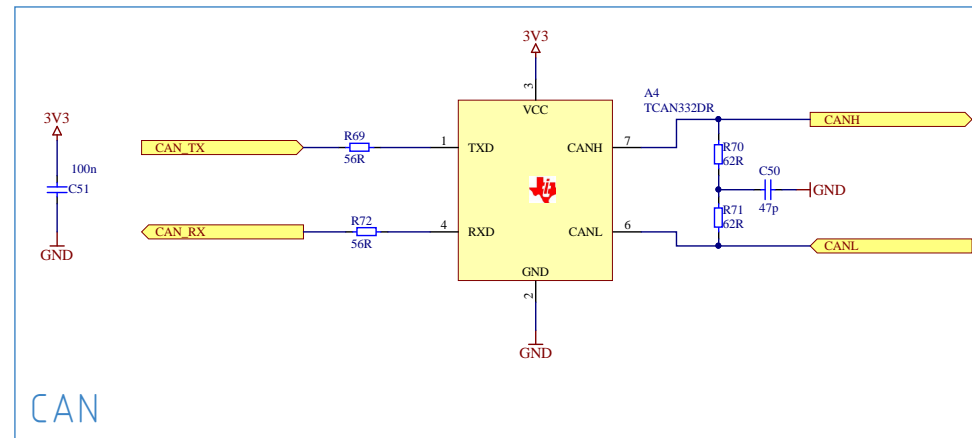 3V3
3
A4
TCAN332DR
VCC
CANH
3V3
R69
1
TXD
CANH
7
R70
CAN_TX
56R
62R
100n
C51
C50
GND
47p
R72
R71
4
RXD
CANL
6
62R
CAN_RX
56R
CANL
GND
GND
2
GND
CAN